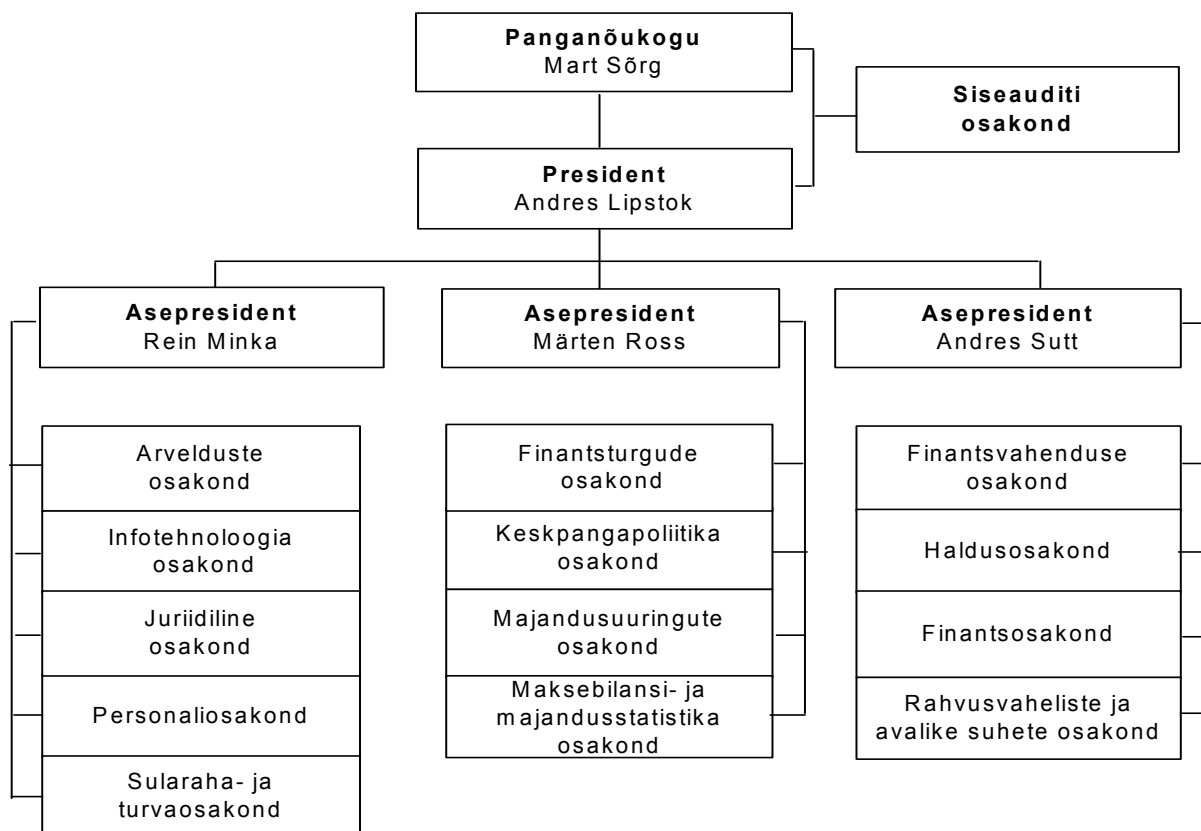 Panganõukogu
Mart Sõrg
Siseauditi
osakond
President
Andres Lipstok
Asepresident
Rein Minka
Asepresident
Märten Ross
Asepresident
Andres Sutt
Arvelduste
osakond
Infotehnoloogia
osakond
Juriidiline
osakond
Personaliosakond
Sularaha- ja
turvaosakond
Finantsturgude
osakond
Keskpangapoliitika
osakond
Majandusuuringute
osakond
Maksebilansi- ja
majandusstatistika
osakond
Finantsvahenduse
osakond
Haldusosakond
Finantsosakond
Rahvusvaheliste ja
avalike suhete osakond